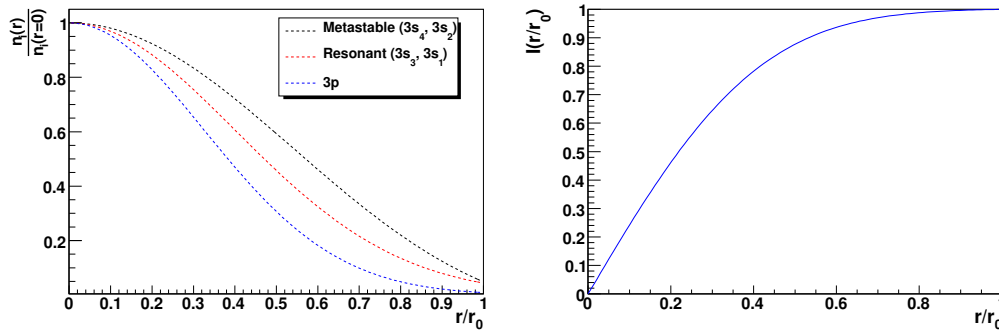 n_i(r)
n_i(r=0)
1
0.8
0.6
0.4
0.2
0 0.1 0.2 0.3 0.4 0.5 0.6 0.7 0.8 0.9 1
r/r_0
Metastable (3s_4, 3s_2)
Resonant (3s_3, 3s_1)
3p
I(r/r_0)
1
0.9
0.8
0.7
0.6
0.5
0.4
0.3
0.2
0.1
0
0 0.2 0.4 0.6 0.8 1
r/r_0